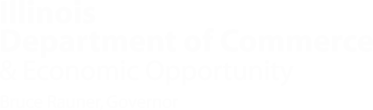 Illinois
Department of Commerce
& Economic Opportunity